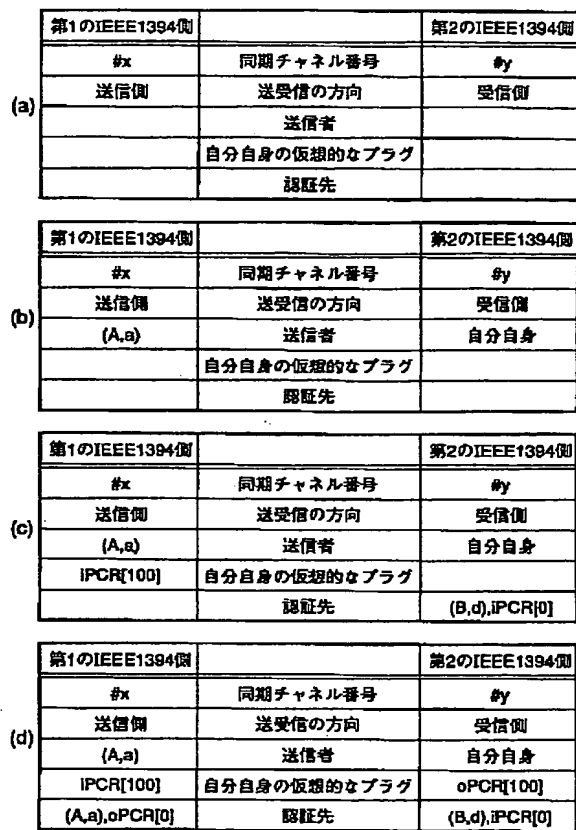 (a)
第1のIEEE1394側 第2のIEEE1394側
#x 同期チャネル番号 #y
送信側 送受信の方向 受信側
送信者
自分自身の仮想的なプラグ
認証先
(b)
第1のIEEE1394側 第2のIEEE1394側
#x 同期チャネル番号 #y
送信側 送受信の方向 受信側
(A,a) 送信者 自分自身
自分自身の仮想的なプラグ
認証先
(c)
第1のIEEE1394側 第2のIEEE1394側
#x 同期チャネル番号 #y
送信側 送受信の方向 受信側
(A,a) 送信者 自分自身
iPCR[100] 自分自身の仮想的なプラグ
認証先 (B,d),iPCR[0]
(d)
第1のIEEE1394側 第2のIEEE1394側
#x 同期チャネル番号 #y
送信側 送受信の方向 受信側
(A,a) 送信者 自分自身
iPCR[100] 自分自身の仮想的なプラグ oPCR[100]
(A,a),oPCR[0] 認証先 (B,d),iPCR[0]